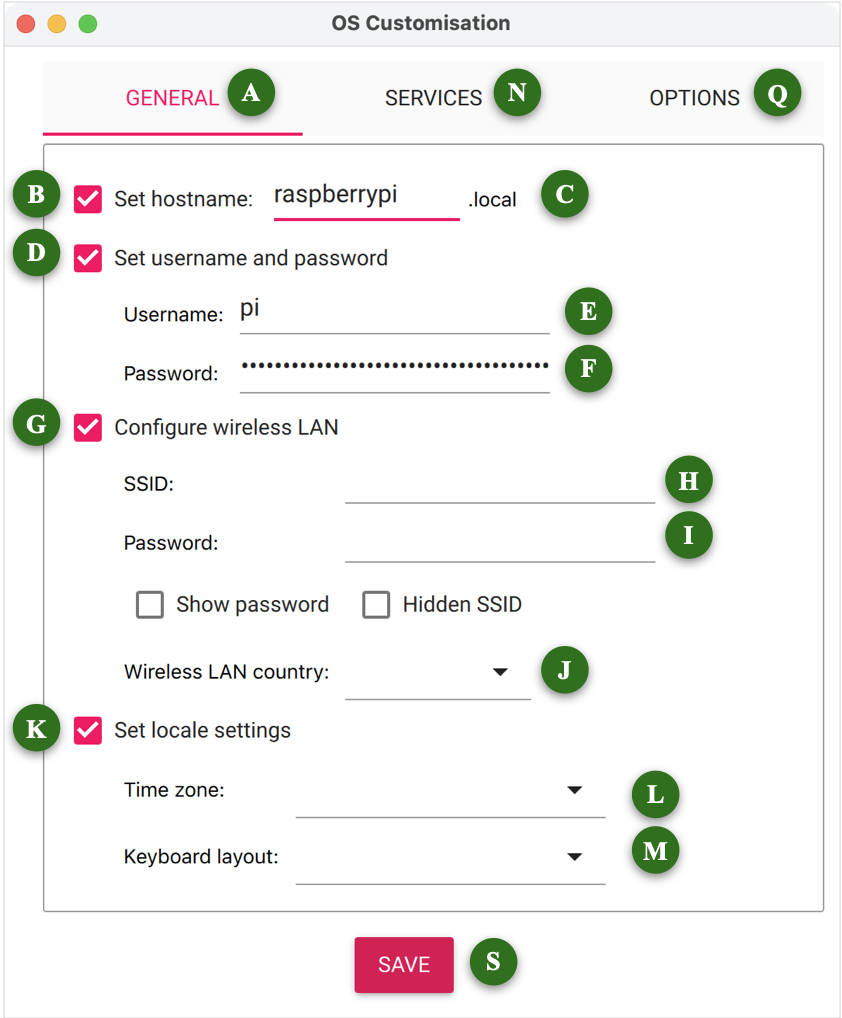 OS Customisation
GENERAL A SERVICES N OPTIONS Q
B Set hostname: raspberrypi .local C
D Set username and password
Username: pi E
Password: ••••••••••••••••••••••••••••••••••••• F
G Configure wireless LAN
SSID: H
Password: I
Show password Hidden SSID
Wireless LAN country: J
K Set locale settings
Time zone: L
Keyboard layout: M
SAVE S